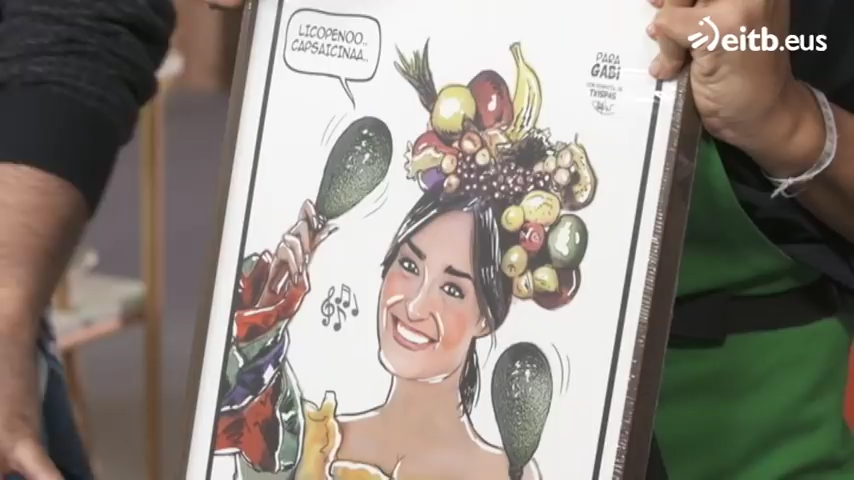 eitb.eus
LICOPENOO..
CAPSAICINAA..
PARA
GABI